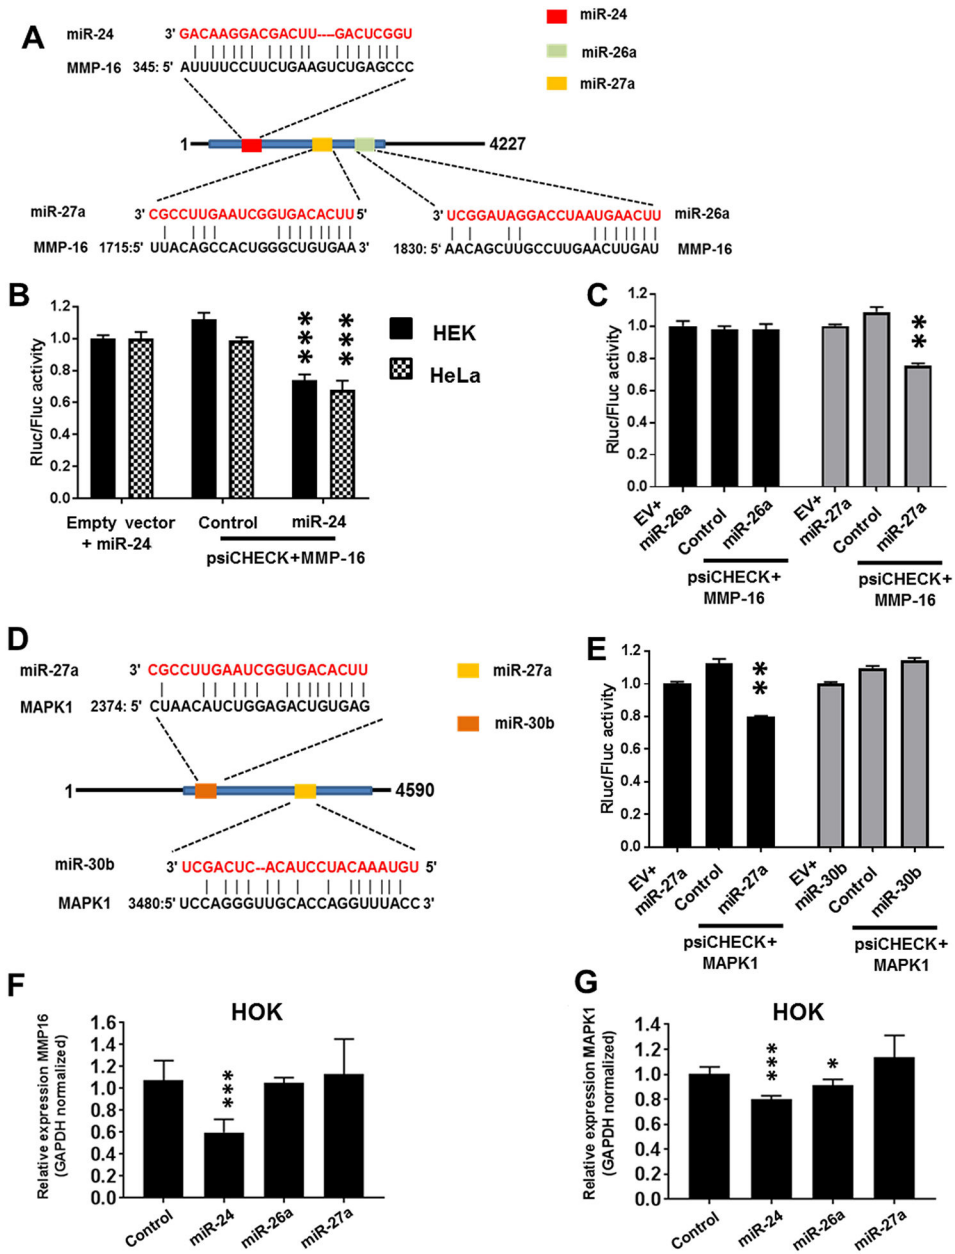 A
miR-24 3' GACAAGGACGACUU----GACUCGGU
MMP-16 345: 5' AUUUUCCUUCUGAAGUCUGAGCCC
miR-24
miR-26a
miR-27a
1 4227
miR-27a 3' CGCCUUGAAUCGGUGACACUU 5'
MMP-16 1715:5' UUACAGCCACUGGGCUGUGAA 3'
3' UCGGAUAGGACCUAAUGAACUU miR-26a
1830: 5' AACAGCUUGCCUUGAACUUGAU MMP-16
B
Rluc/Fluc activity
1.2
1.0
0.8
0.6
0.4
0.2
0.0
***
***
HEK
HeLa
Empty vector + miR-24
Control
miR-24
psiCHECK+MMP-16
C
Rluc/Fluc activity
1.2
1.0
0.8
0.6
0.4
0.2
0.0
**
EV+ miR-26a
Control
miR-26a
EV+ miR-27a
Control
miR-27a
psiCHECK+
MMP-16
psiCHECK+
MMP-16
D
miR-27a 3' CGCCUUGAAUCGGUGACACUU
MAPK1 2374: 5' CUAACAUCUGGAGACUGUGAG
miR-27a
miR-30b
1 4590
miR-30b 3' UCGACUC--ACAUCCUACAAAUGU 5'
MAPK1 3480:5' UCCAGGGUUGCACCAGGUUUACC 3'
E
Rluc/Fluc activity
1.2
1.0
0.8
0.6
0.4
0.2
0.0
**
EV+ miR-27a
Control
miR-27a
EV+ miR-30b
Control
miR-30b
psiCHECK+
MAPK1
psiCHECK+
MAPK1
F
HOK
Relative expression MMP16
(GAPDH normalized)
1.6
1.4
1.2
1.0
0.8
0.6
0.4
0.2
0.0
***
Control
miR-24
miR-26a
miR-27a
G
HOK
Relative expression MAPK1
(GAPDH normalized)
1.4
1.2
1.0
0.8
0.6
0.4
0.2
0.0
***
*
Control
miR-24
miR-26a
miR-27a